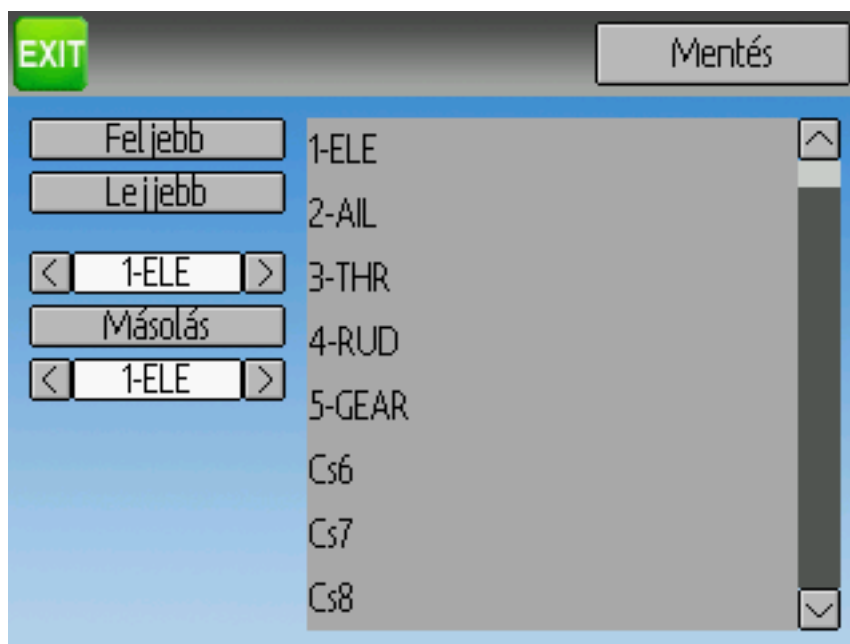 EXIT
Mentés
Feljebb
Lejjebb
< 1-ELE >
Másolás
< 1-ELE >
1-ELE
2-AIL
3-THR
4-RUD
5-GEAR
Cs6
Cs7
Cs8